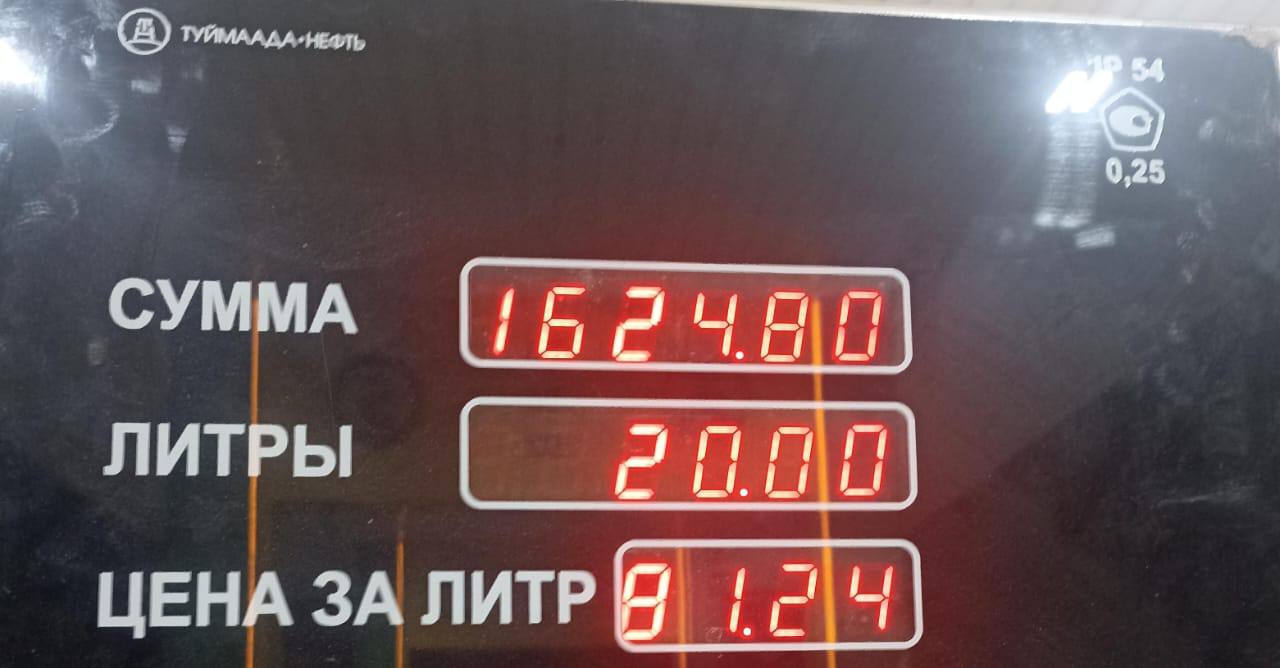 ТУЙМААДА•НЕФТЬ
IP 54
0,25
СУММА 1624.80
ЛИТРЫ 20.00
ЦЕНА ЗА ЛИТР 81.24